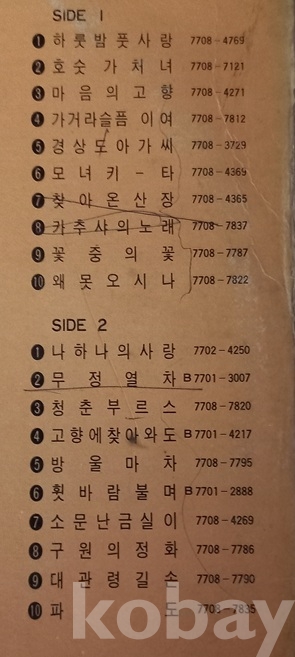 SIDE 1
❶ 하룻밤풋사랑 7708-4769
❷ 호숫가처녀 7708-7121
❸ 마음의고향 7708-4271
❹ 가거라슬픔이여 7708-7812
❺ 경상도아가씨 7708-3729
❻ 모녀키-타 7708-4369
❼ 찾아온산장 7708-4365
❽ 카추샤의노래 7708-7837
❾ 꽃중의꽃 7708-7787
❿ 왜못오시나 7708-7822
SIDE 2
❶ 나하나의사랑 7702-4250
❷ 무정열차 B7701-3007
❸ 청춘부르스 7708-7820
❹ 고향에찾아와도 B7701-4217
❺ 방울마차 7708-7795
❻ 휫바람불며 B7701-2888
❼ 소문난금실이 7708-4269
❽ 구원의정화 7708-7786
❾ 대관령길손 7708-7790
❿ 파도 7708-7835
kobay